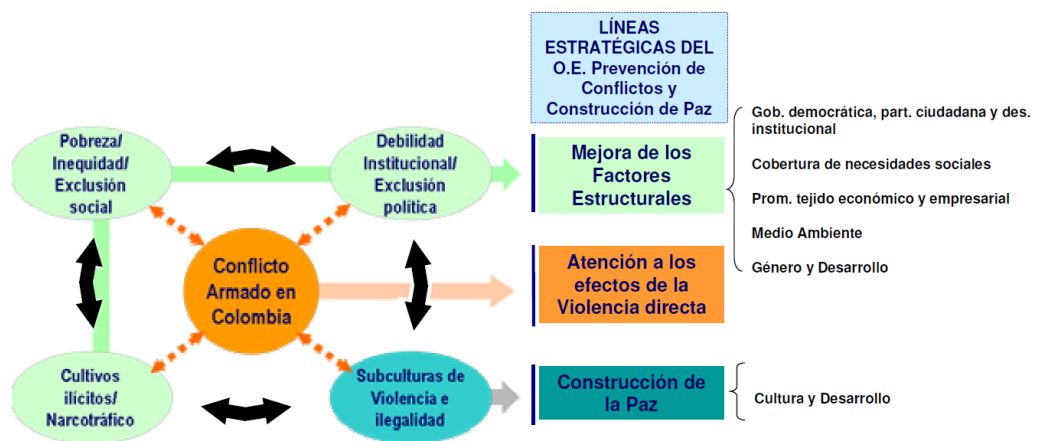 LÍNEAS
ESTRATÉGICAS DEL
O.E. Prevención de
Conflictos y
Construcción de Paz
Pobreza/
Inequidad/
Exclusión
social
Debilidad
Institucional/
Exclusión
política
Mejora de los
Factores
Estructurales
Gob. democrática, part. ciudadana y des.
institucional
Cobertura de necesidades sociales
Prom. tejido económico y empresarial
Medio Ambiente
Género y Desarrollo
Conflicto
Armado en
Colombia
Atención a los
efectos de la
Violencia directa
Cultivos
ilícitos/
Narcotráfico
Subculturas de
Violencia e
ilegalidad
Construcción de
la Paz
Cultura y Desarrollo